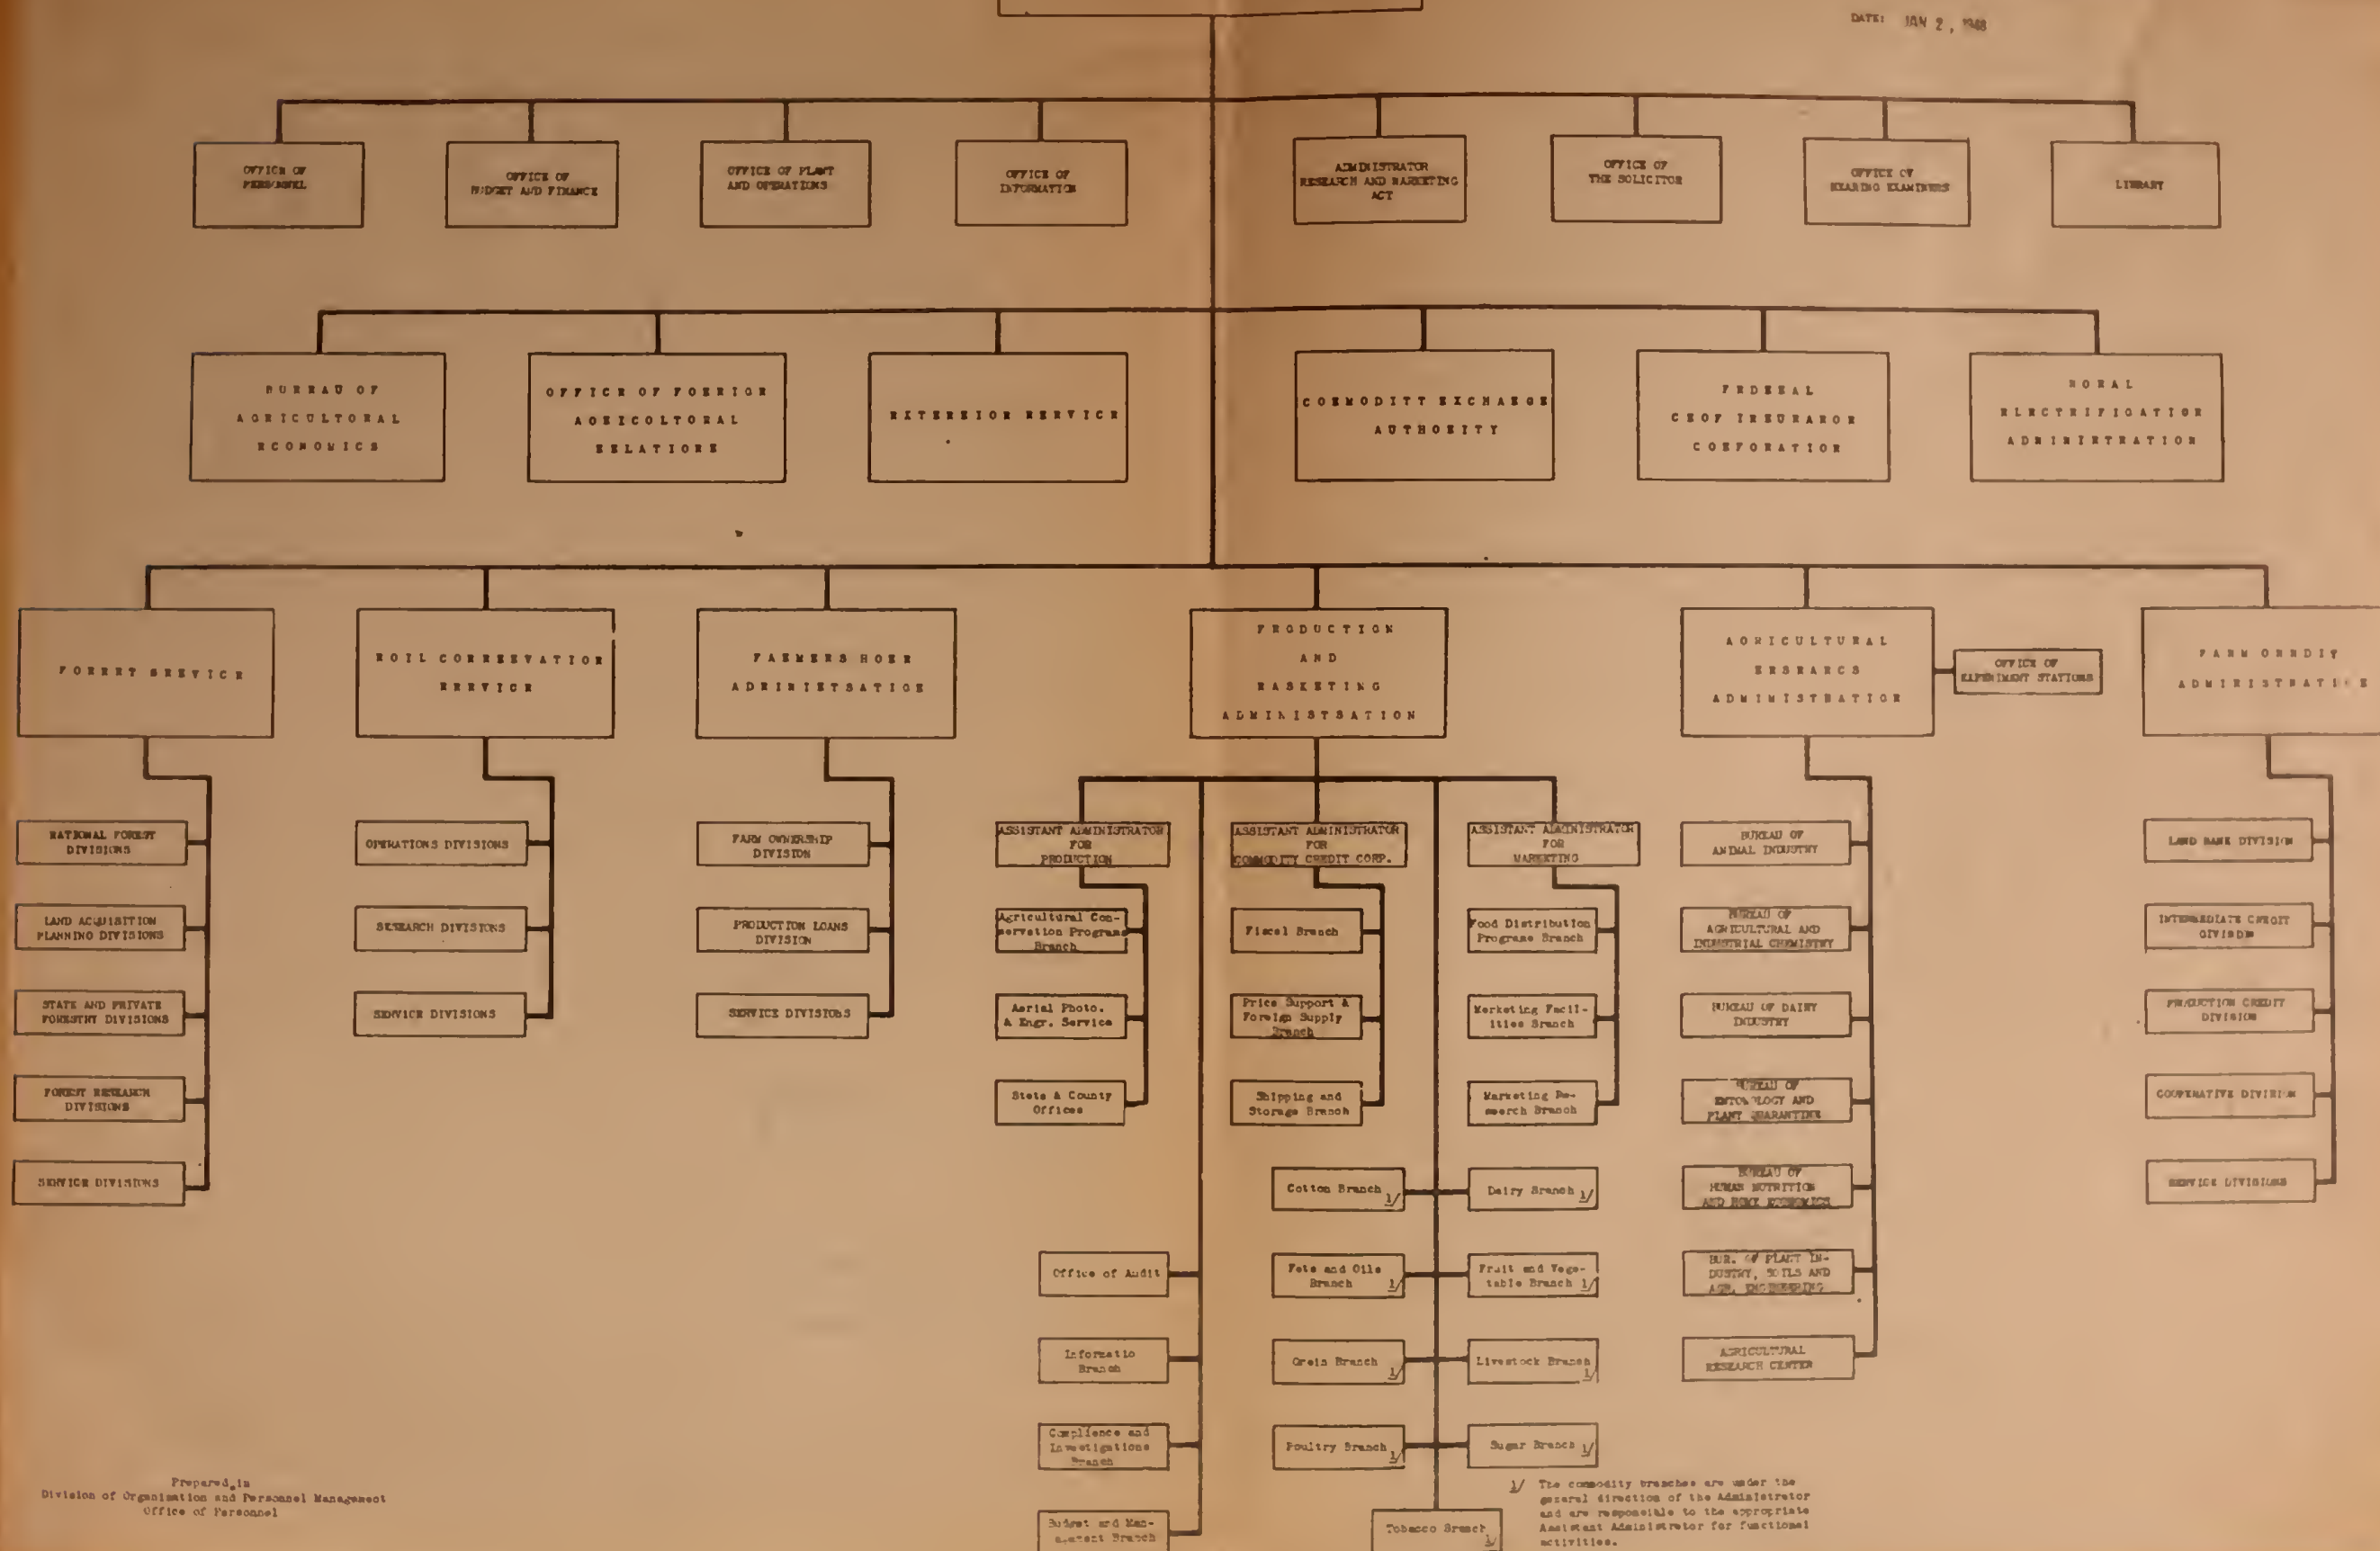 DATE: JAN 2, 1948
OFFICE OF
PERSONNEL
OFFICE OF
BUDGET AND FINANCE
OFFICE OF PLANT
AND OPERATIONS
OFFICE OF
INFORMATION
ADMINISTRATOR
RESEARCH AND MARKETING
ACT
OFFICE OF
THE SOLICITOR
OFFICE OF
HEARING EXAMINERS
LIBRARY
BUREAU OF
AGRICULTURAL
ECONOMICS
OFFICE OF FOREIGN
AGRICULTURAL
RELATIONS
EXTENSION SERVICE
COMMODITY EXCHANGE
AUTHORITY
FEDERAL
CROP INSURANCE
CORPORATION
RURAL
ELECTRIFICATION
ADMINISTRATION
FOREST SERVICE
SOIL CONSERVATION
SERVICE
FARMERS HOME
ADMINISTRATION
PRODUCTION
AND
MARKETING
ADMINISTRATION
AGRICULTURAL
RESEARCH
ADMINISTRATION
OFFICE OF
EXPERIMENT STATIONS
FARM CREDIT
ADMINISTRATION
NATIONAL FOREST
DIVISIONS
LAND ACQUISITION
PLANNING DIVISIONS
STATE AND PRIVATE
FORESTRY DIVISIONS
FOREST RESEARCH
DIVISIONS
SERVICE DIVISIONS
OPERATIONS DIVISIONS
RESEARCH DIVISIONS
SERVICE DIVISIONS
FARM OWNERSHIP
DIVISION
PRODUCTION LOANS
DIVISION
SERVICE DIVISIONS
ASSISTANT ADMINISTRATOR
FOR
PRODUCTION
Agricultural Con-
servation Programs
Branch
Aerial Photo.
& Engr. Service
State & County
Offices
ASSISTANT ADMINISTRATOR
FOR
COMMODITY CREDIT CORP.
Fiscal Branch
Price Support &
Foreign Supply
Branch
Shipping and
Storage Branch
ASSISTANT ADMINISTRATOR
FOR
MARKETING
Food Distribution
Programs Branch
Marketing Facil-
ities Branch
Marketing Re-
search Branch
Office of Audit
Informatio
Branch
Compliance and
Investigations
Branch
Budget and Man-
agement Branch
Cotton Branch 1/
Dairy Branch 1/
Fats and Oils
Branch 1/
Fruit and Vege-
table Branch 1/
Grain Branch 1/
Livestock Branch
1/
Poultry Branch 1/
Sugar Branch 1/
Tobacco Branch
1/
BUREAU OF
ANIMAL INDUSTRY
BUREAU OF
AGRICULTURAL AND
INDUSTRIAL CHEMISTRY
BUREAU OF DAIRY
INDUSTRY
BUREAU OF
ENTOMOLOGY AND
PLANT QUARANTINE
BUREAU OF
HUMAN NUTRITION
AND HOME ECONOMICS
BUR. OF PLANT IN-
DUSTRY, SOILS AND
AGR. ENGINEERING
AGRICULTURAL
RESEARCH CENTER
LAND BANK DIVISION
INTERMEDIATE CREDIT
DIVISION
PRODUCTION CREDIT
DIVISION
COOPERATIVE DIVISION
SERVICE DIVISIONS
Prepared in
Division of Organization and Personnel Management
Office of Personnel
1/ The commodity branches are under the
general direction of the Administrator
and are responsible to the appropriate
Assistant Administrator for functional
activities.